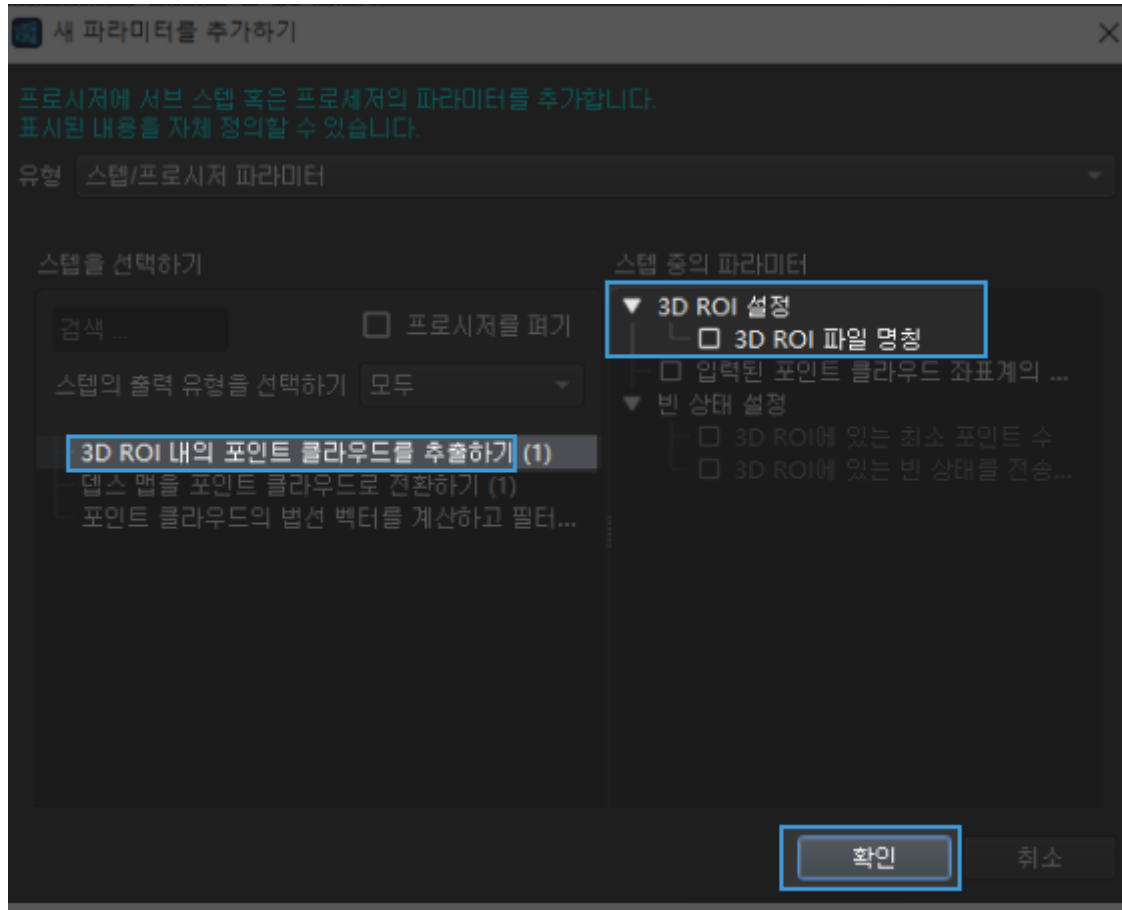 새 파라미터를 추가하기
프로시저에 서브 스텝 혹은 프로세저의 파라미터를 추가합니다.
표시된 내용을 자체 정의할 수 있습니다.
유형 스텝/프로시저 파라미터
스텝을 선택하기
검색 ...
프로시저를 펴기
스텝의 출력 유형을 선택하기 모두
3D ROI 내의 포인트 클라우드를 추출하기 (1)
뎁스 맵을 포인트 클라우드로 전환하기 (1)
포인트 클라우드의 법선 벡터를 계산하고 필터...
스텝 중의 파라미터
3D ROI 설정
3D ROI 파일 명칭
입력된 포인트 클라우드 좌표계의 ...
빈 상태 설정
3D ROI에 있는 최소 포인트 수
3D ROI에 있는 빈 상태를 전송...
확인
취소